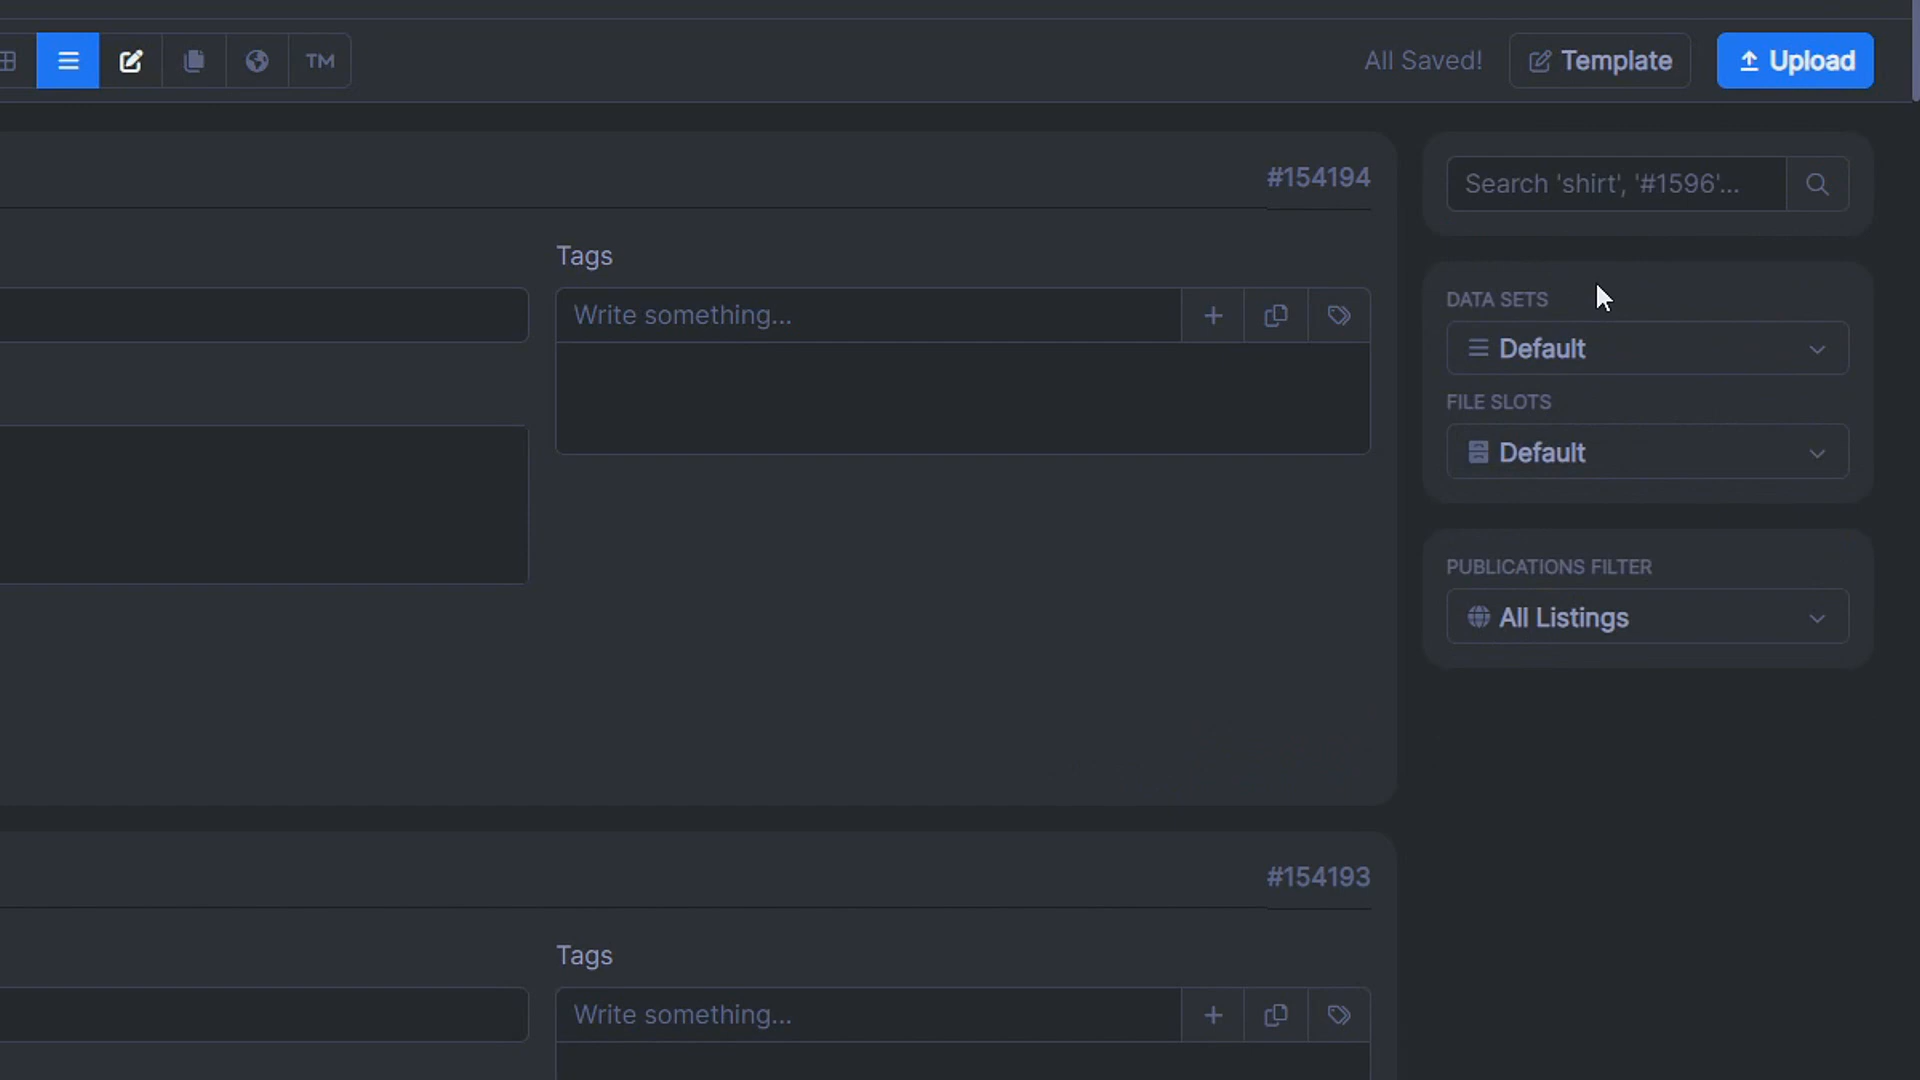 TM
All Saved!
Template
Upload
#154194
Search 'shirt', '#1596'...
Tags
Write something...
DATA SETS
Default
FILE SLOTS
Default
PUBLICATIONS FILTER
All Listings
#154193
Tags
Write something...